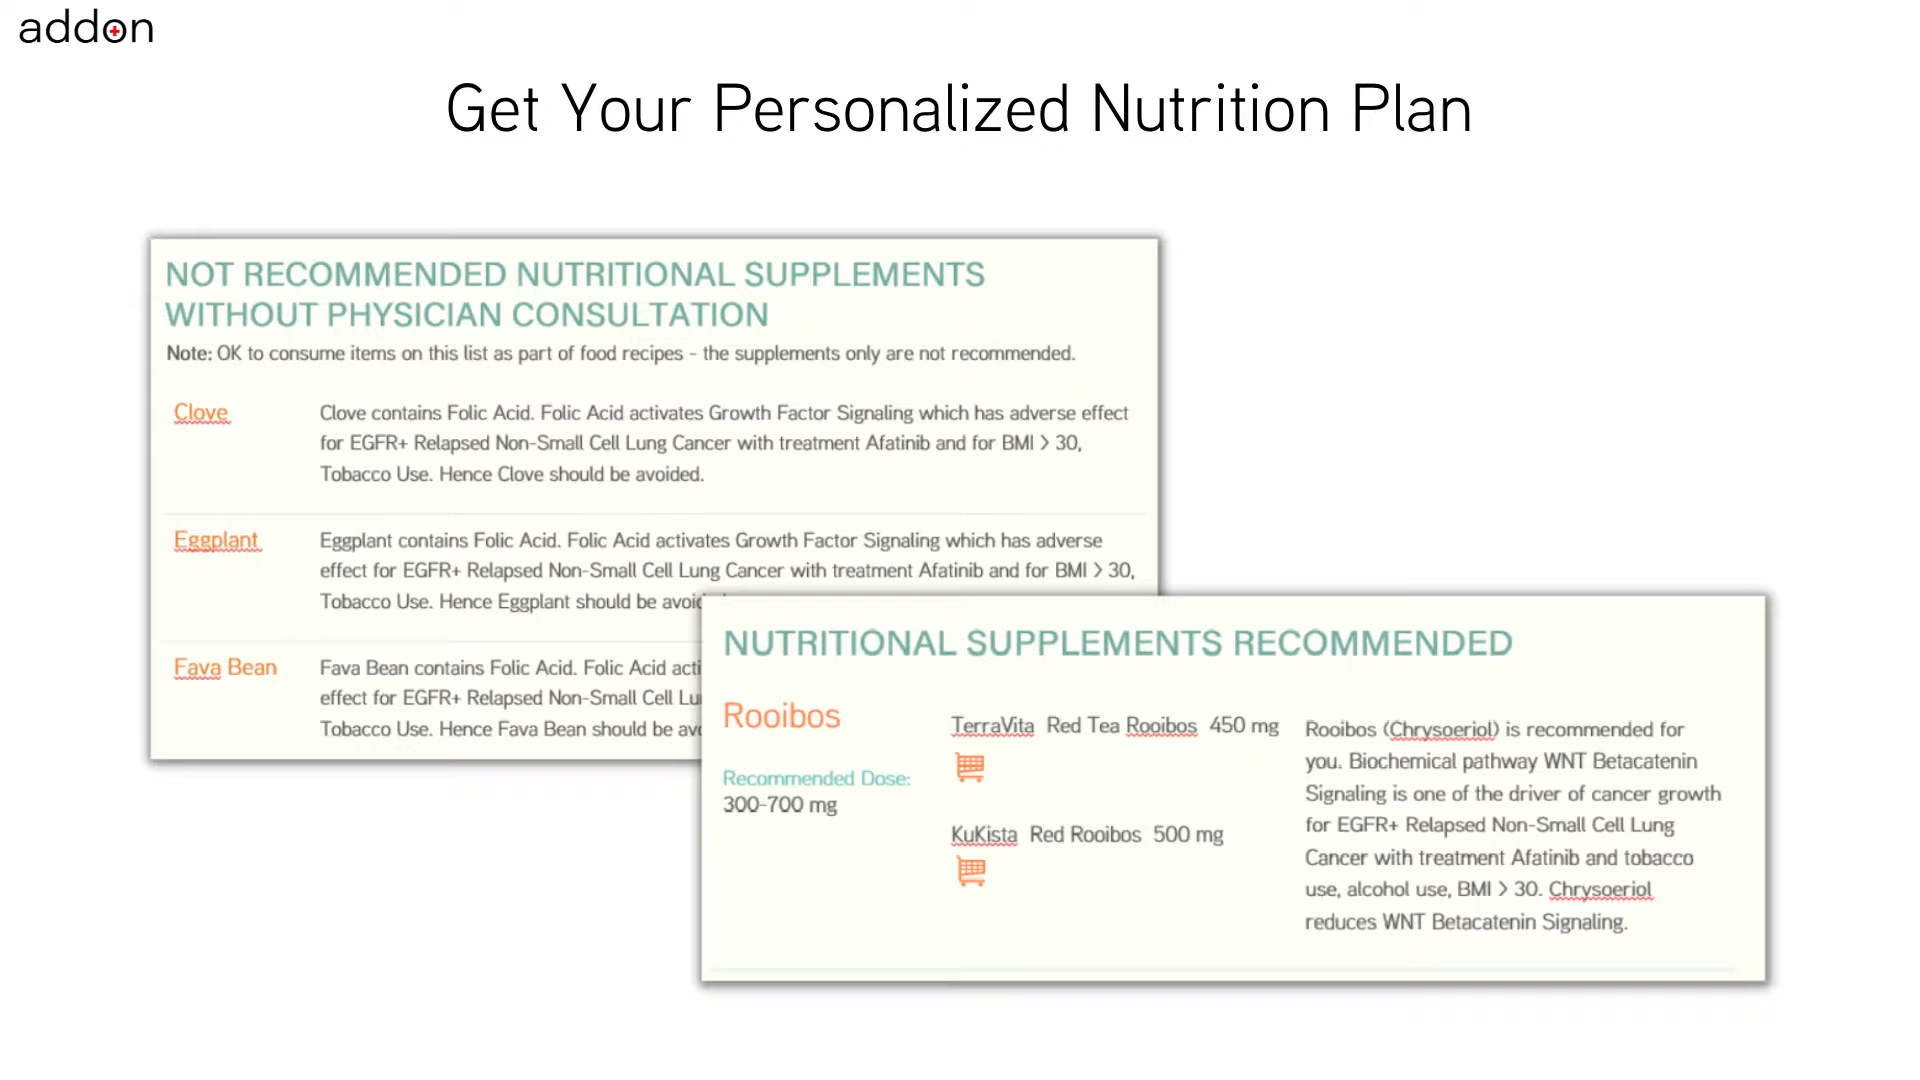 addon
Get Your Personalized Nutrition Plan
NOT RECOMMENDED NUTRITIONAL SUPPLEMENTS
WITHOUT PHYSICIAN CONSULTATION
Note: OK to consume items on this list as part of food recipes - the supplements only are not recommended.
Clove
Clove contains Folic Acid. Folic Acid activates Growth Factor Signaling which has adverse effect
for EGFR+ Relapsed Non-Small Cell Lung Cancer with treatment Afatinib and for BMI > 30,
Tobacco Use. Hence Clove should be avoided.
Eggplant
Eggplant contains Folic Acid. Folic Acid activates Growth Factor Signaling which has adverse
effect for EGFR+ Relapsed Non-Small Cell Lung Cancer with treatment Afatinib and for BMI > 30,
Tobacco Use. Hence Eggplant should be
Fava Bean
Fava Bean contains Folic Acid. Folic Acid
effect for EGFR+ Relapsed Non-Small Cell
Tobacco Use. Hence Fava Bean should be
NUTRITIONAL SUPPLEMENTS RECOMMENDED
Rooibos
Recommended Dose:
300-700 mg
TerraVita Red Tea Rooibos 450 mg
KuKista Red Rooibos 500 mg
Rooibos (Chrysoeriol) is recommended for
you. Biochemical pathway WNT Betacatenin
Signaling is one of the driver of cancer growth
for EGFR+ Relapsed Non-Small Cell Lung
Cancer with treatment Afatinib and tobacco
use, alcohol use, BMI > 30. Chrysoeriol
reduces WNT Betacatenin Signaling.